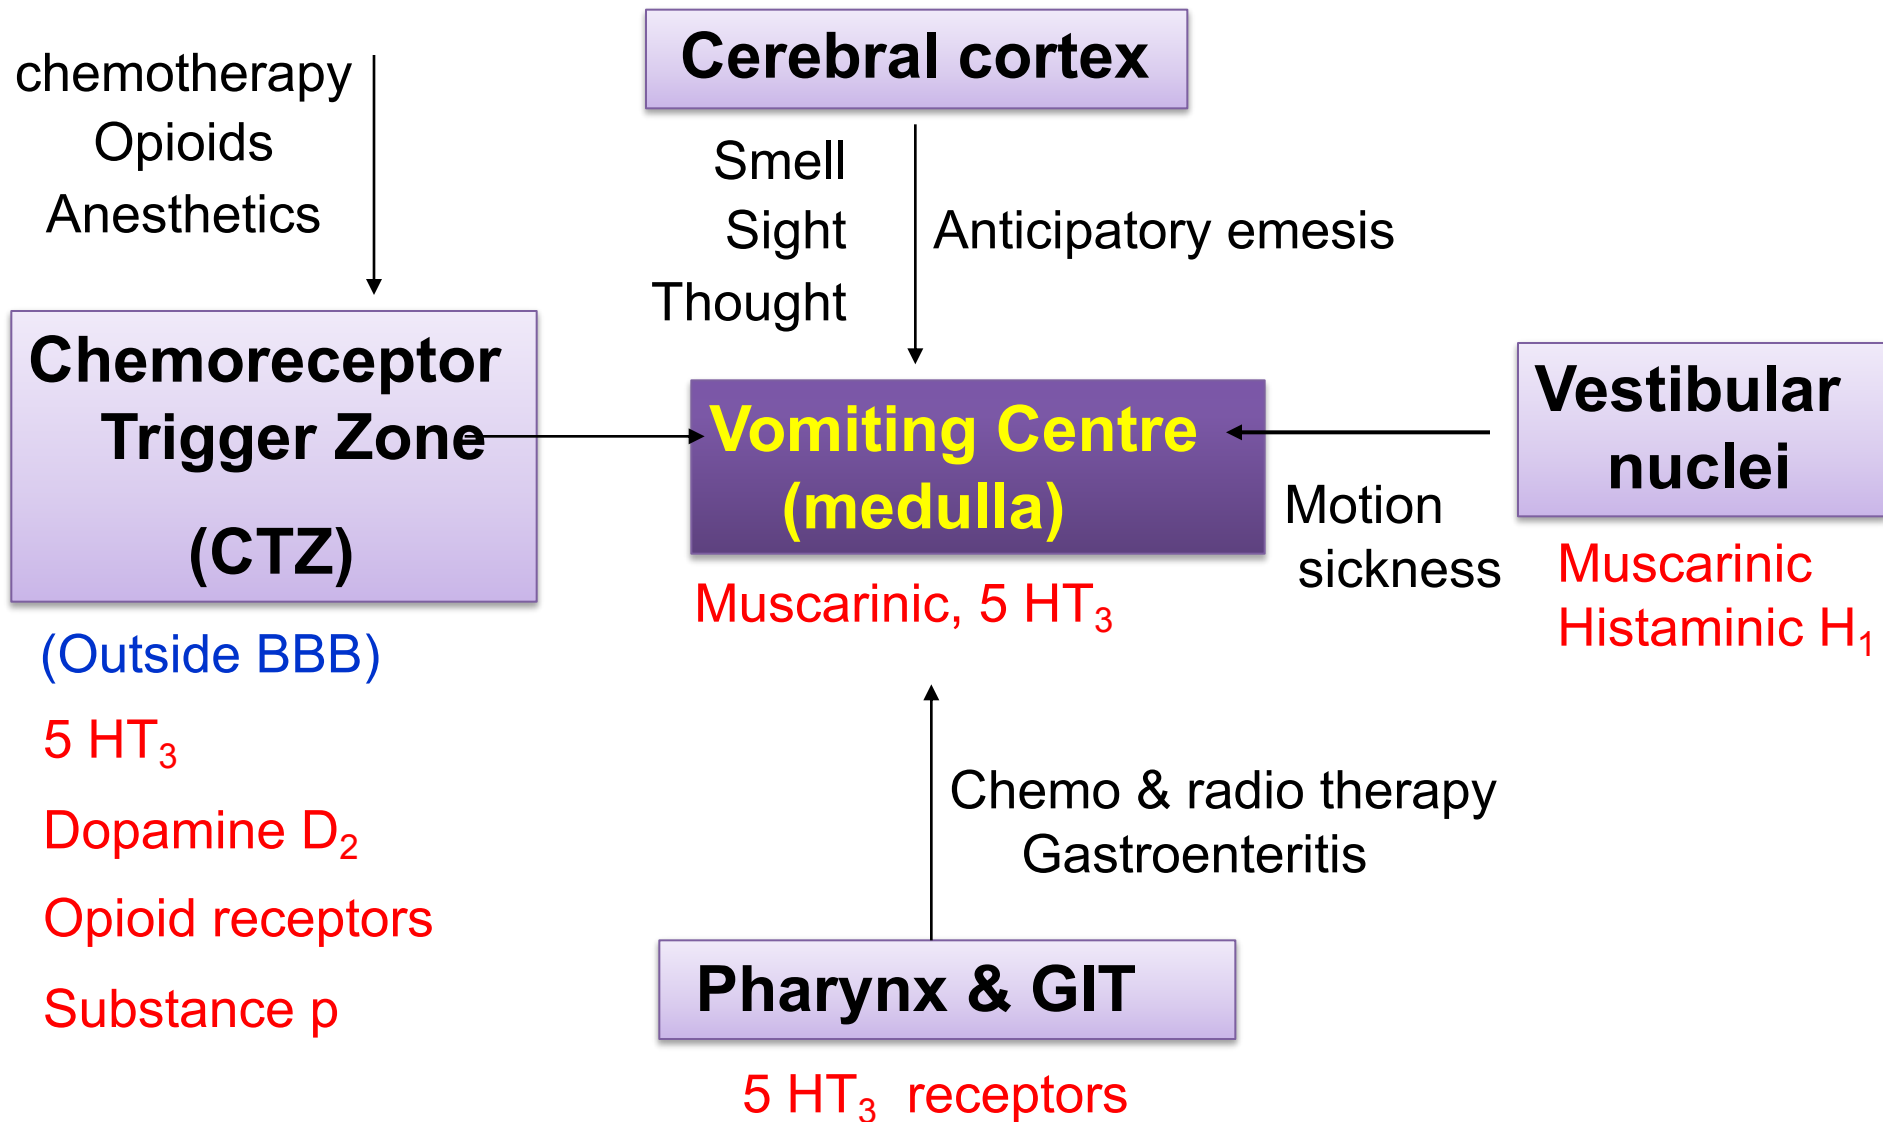 chemotherapy
Opioids
Anesthetics
Cerebral cortex
Smell
Sight
Thought
Anticipatory emesis
Chemoreceptor
Trigger Zone
(CTZ)
(Outside BBB)
5 HT₃
Dopamine D₂
Opioid receptors
Substance p
Vomiting Centre
(medulla)
Muscarinic, 5 HT₃
Motion
sickness
Vestibular
nuclei
Muscarinic
Histaminic H₁
Chemo & radio therapy
Gastroenteritis
Pharynx & GIT
5 HT₃ receptors